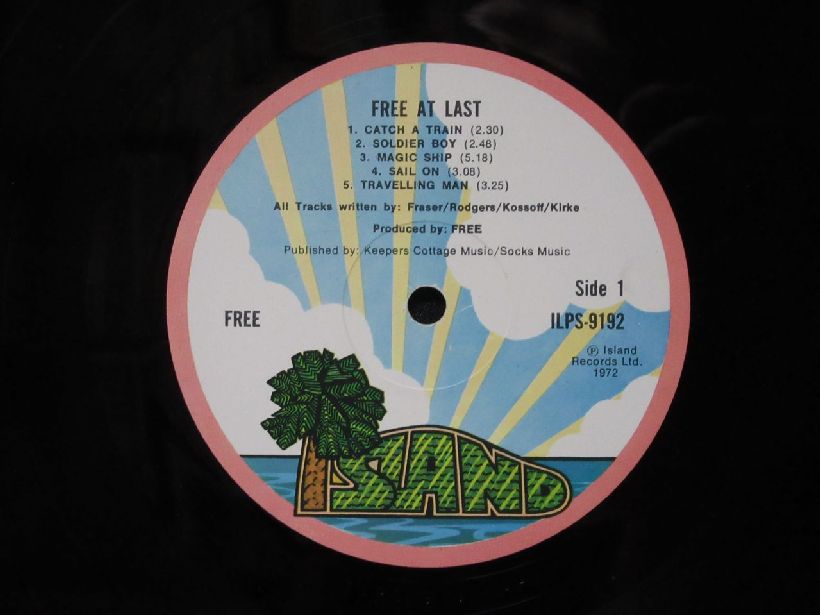 FREE AT LAST
1. CATCH A TRAIN (2.30)
2. SOLDIER BOY (2.48)
3. MAGIC SHIP (5.18)
4. SAIL ON (3.08)
5. TRAVELLING MAN (3.25)
All Tracks written by: Fraser/Rodgers/Kossoff/Kirke
Produced by: FREE
Published by: Keepers Cottage Music/Socks Music
Side 1
FREE
ILPS-9192
Ⓟ Island
Records Ltd.
1972
ISLAND